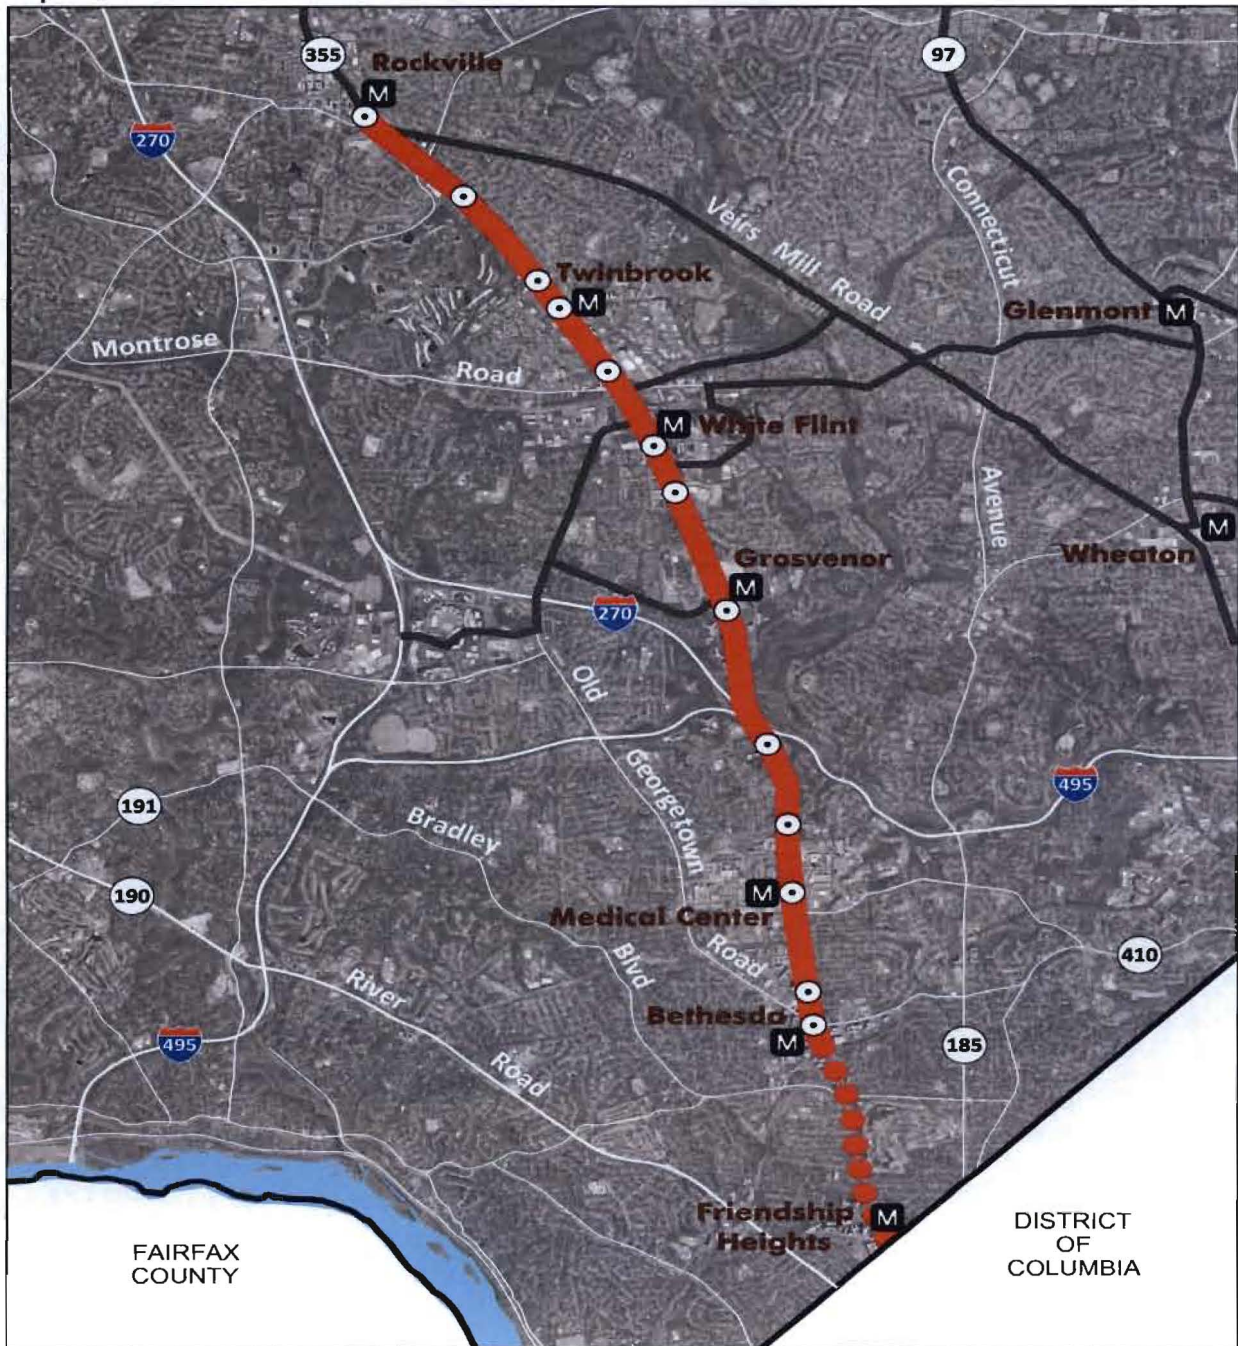 355
Rockville
M
97
270
Connecticut
Veirs Mill Road
Twinbrook
M
Glenmont
M
Montrose
Road
M
White Flint
Avenue
M
Wheaton
Grosvenor
M
270
Old
Georgetown
495
191
Bradley
190
M
Medical Center
Road
Blvd
410
River
Bethesda
M
495
185
Road
Friendship
Heights
M
FAIRFAX
COUNTY
DISTRICT
OF
COLUMBIA